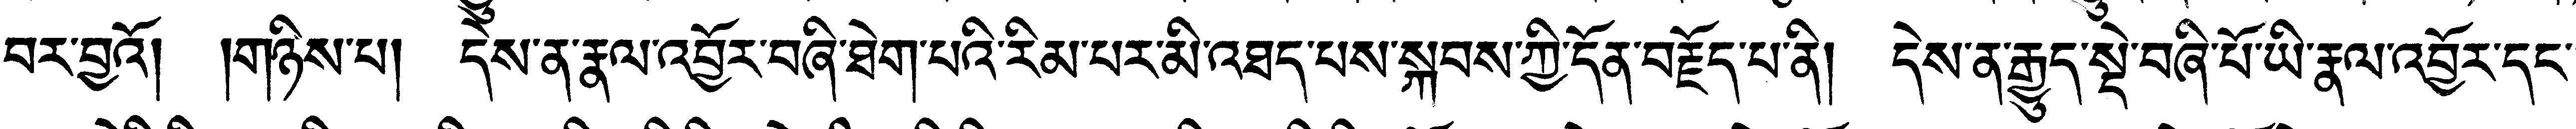 བར་བྱའོ། །གཉིས་པ། དེས་ན་རྣལ་འབྱོར་བཞི་ཐེག་པའི་རིམ་པར་མི་འཐད་པས་སྐབས་ཀྱི་དོན་བརྗོད་པ་ནི། དེས་ན་རྒྱུད་སྡེ་བཞི་པོ་ཡི་རྣལ་འབྱོར་དང་